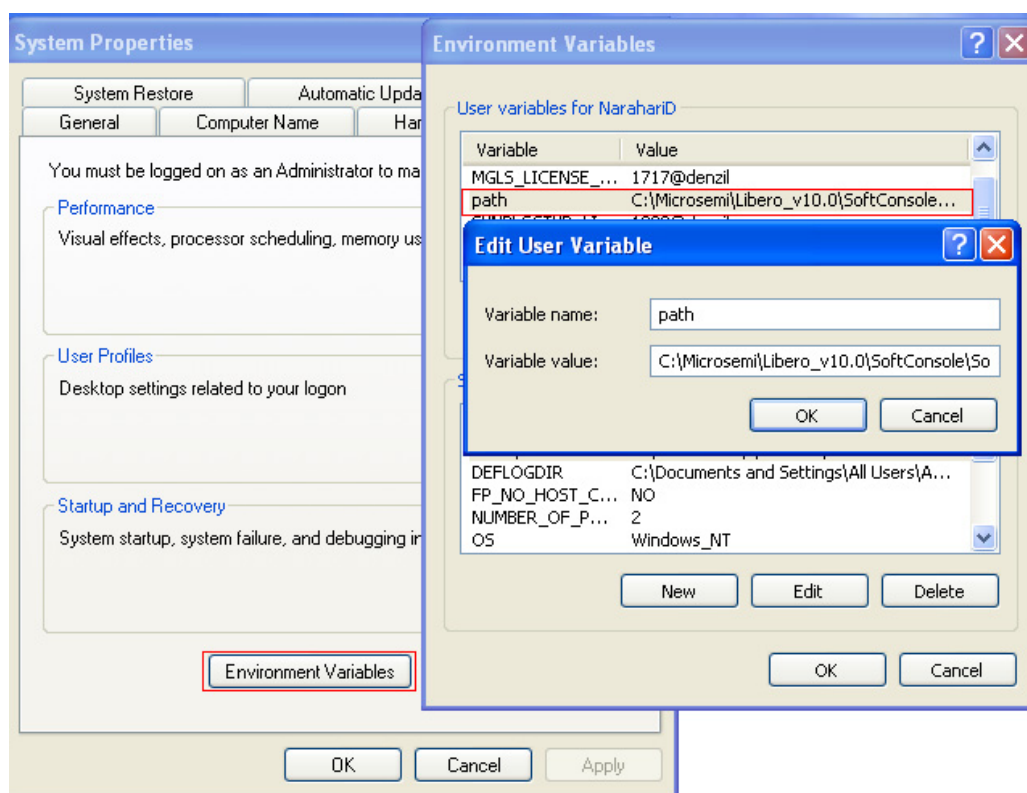 System Properties
System Restore
Automatic Upda
General
Computer Name
Har
You must be logged on as an Administrator to ma
Performance
Visual effects, processor scheduling, memory us
User Profiles
Desktop settings related to your logon
Startup and Recovery
System startup, system failure, and debugging in
Environment Variables
OK
Cancel
Apply
Environment Variables
User variables for NarahariD
Variable Value
MGLS_LICENSE_... 1717@denzil
path C:\Microsemi\Libero_v10.0\SoftConsole...
Edit User Variable
Variable name: path
Variable value: C:\Microsemi\Libero_v10.0\SoftConsole\So
OK
Cancel
DEFLOGDIR C:\Documents and Settings\All Users\A...
FP_NO_HOST_C... NO
NUMBER_OF_P... 2
OS Windows_NT
New
Edit
Delete
OK
Cancel